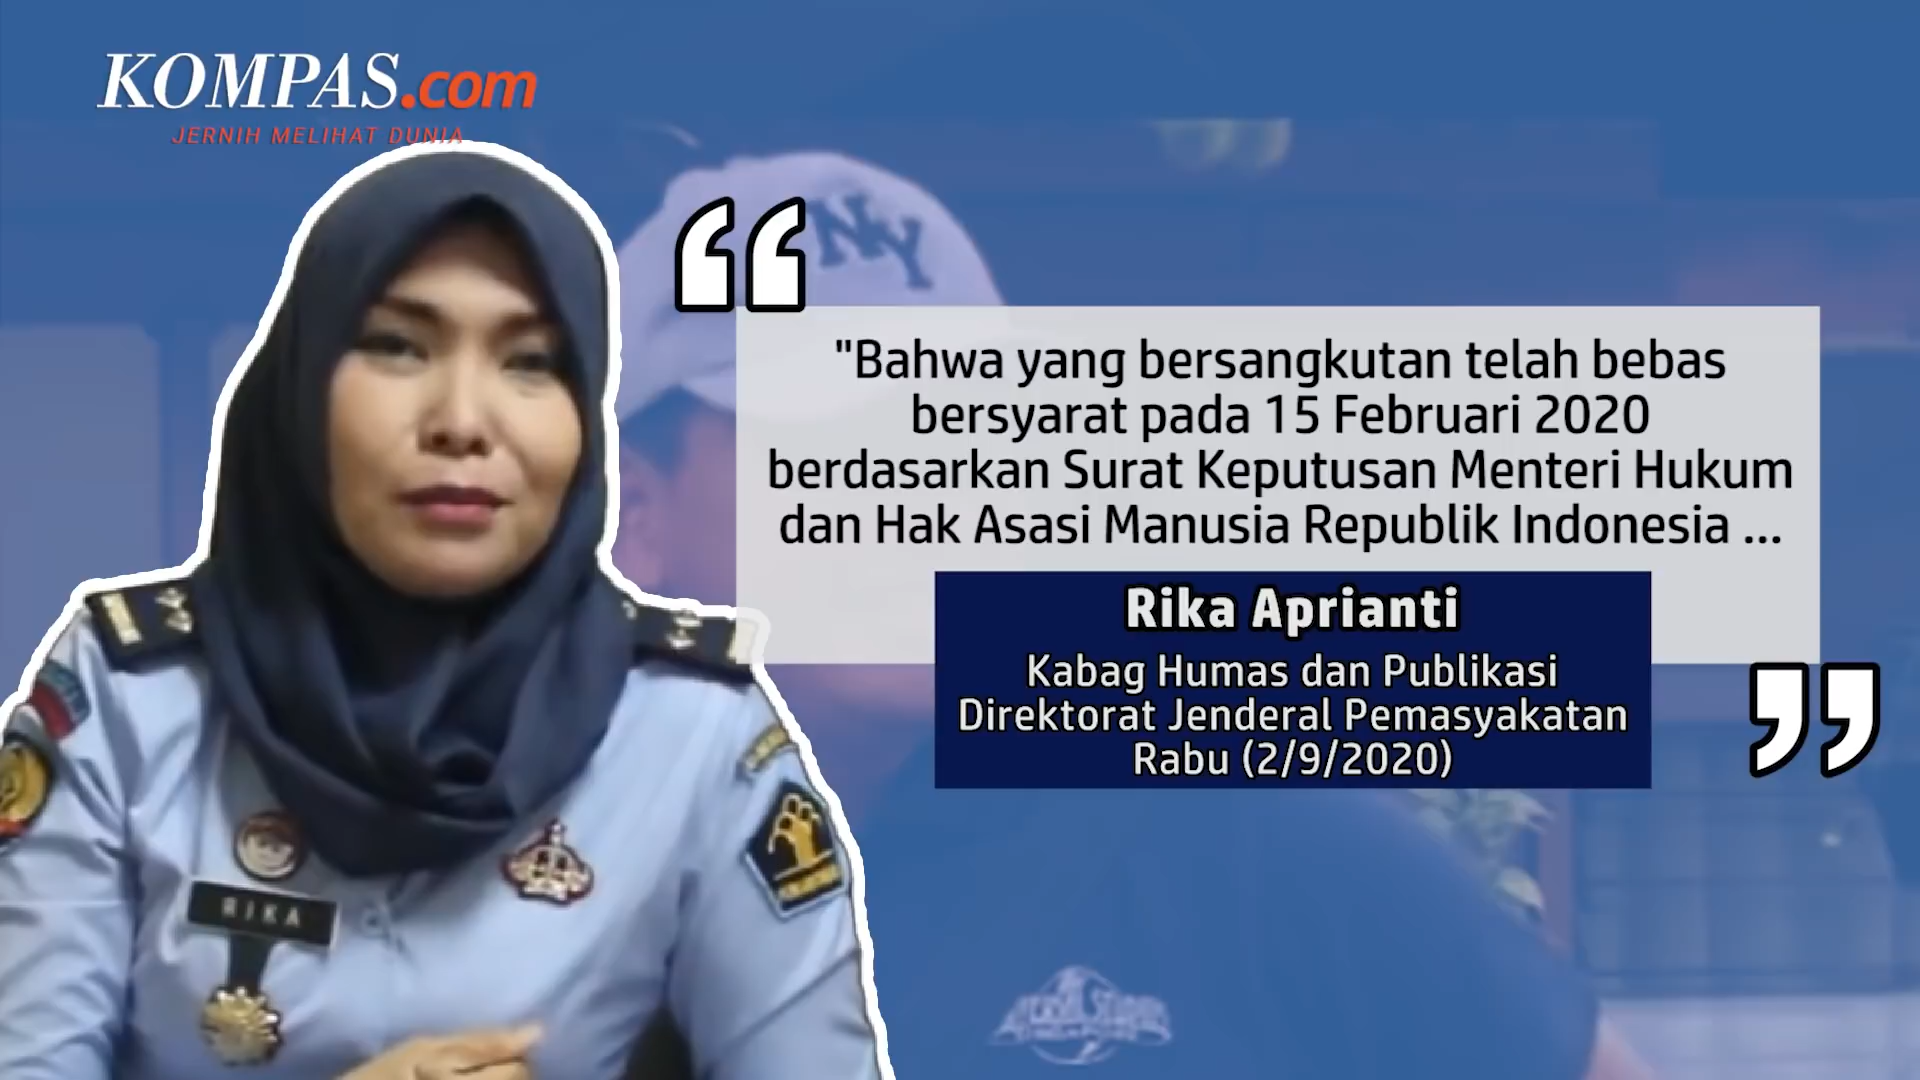 KOMPAS.com
JERNIH MELIHAT DUNIA
NY
"Bahwa yang bersangkutan telah bebas
bersyarat pada 15 Februari 2020
berdasarkan Surat Keputusan Menteri Hukum
dan Hak Asasi Manusia Republik Indonesia ...
Rika Aprianti
Kabag Humas dan Publikasi
Direktorat Jenderal Pemasyakatan
Rabu (2/9/2020)
RIKA